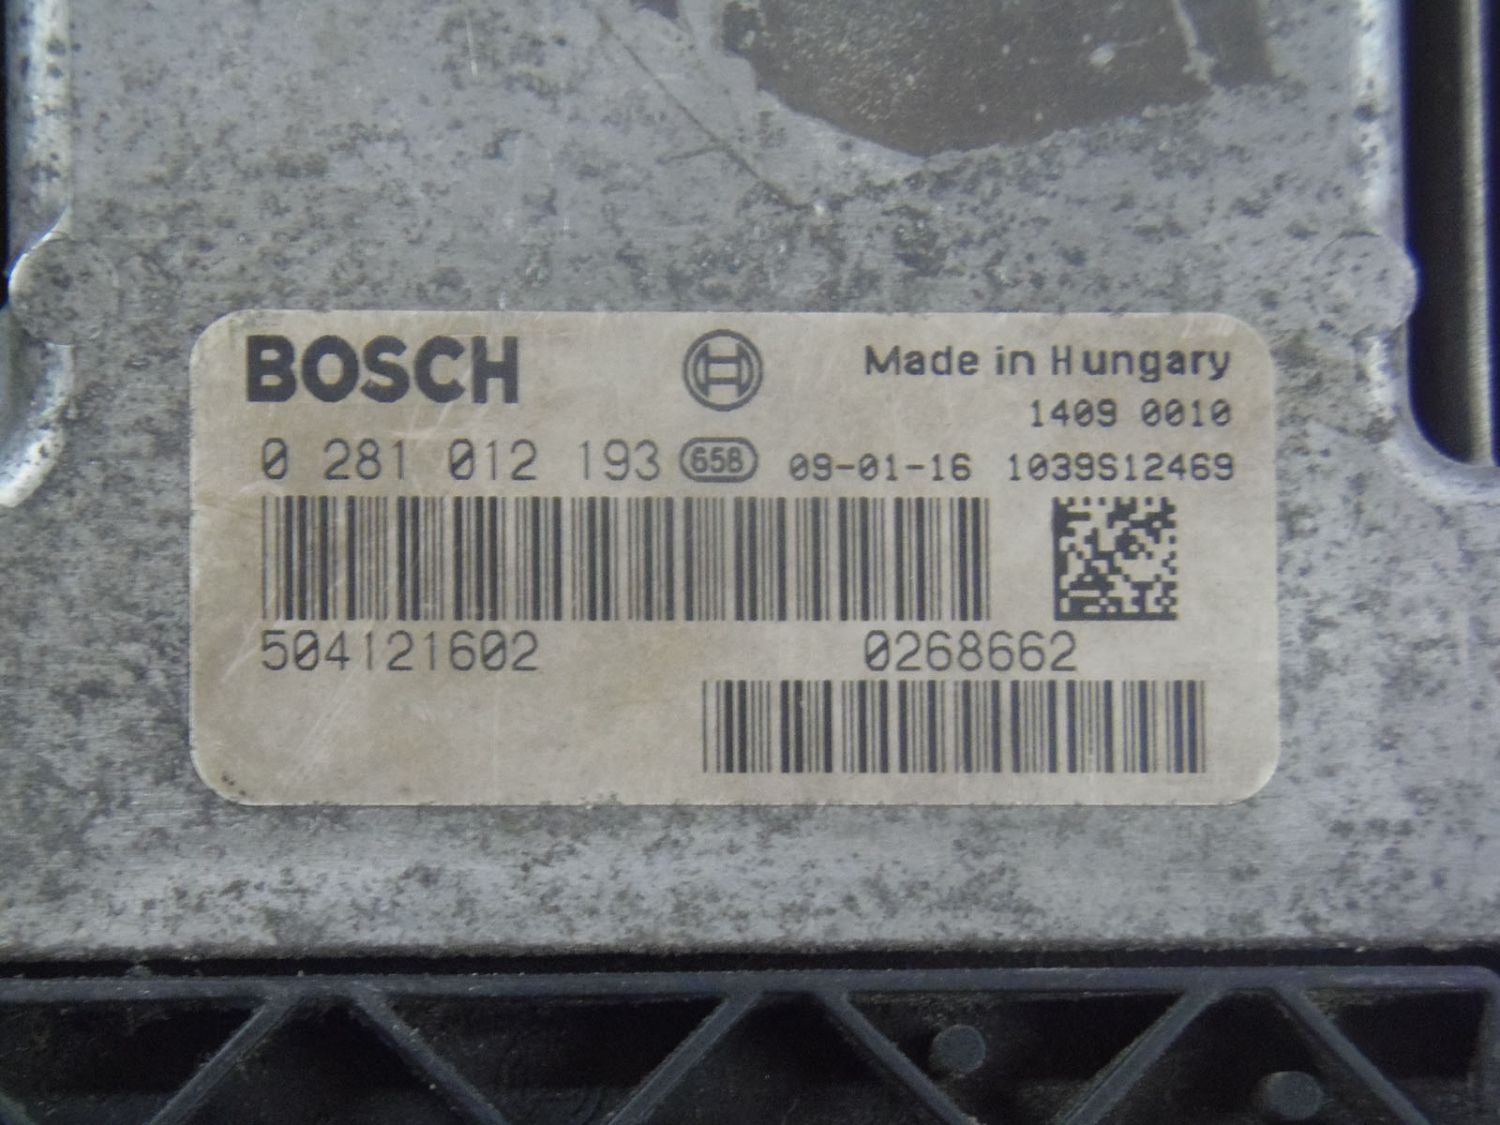 BOSCH Made in Hungary
1409 0010
0 281 012 193 658 09-01-16 1039S12469
504121602 0268662